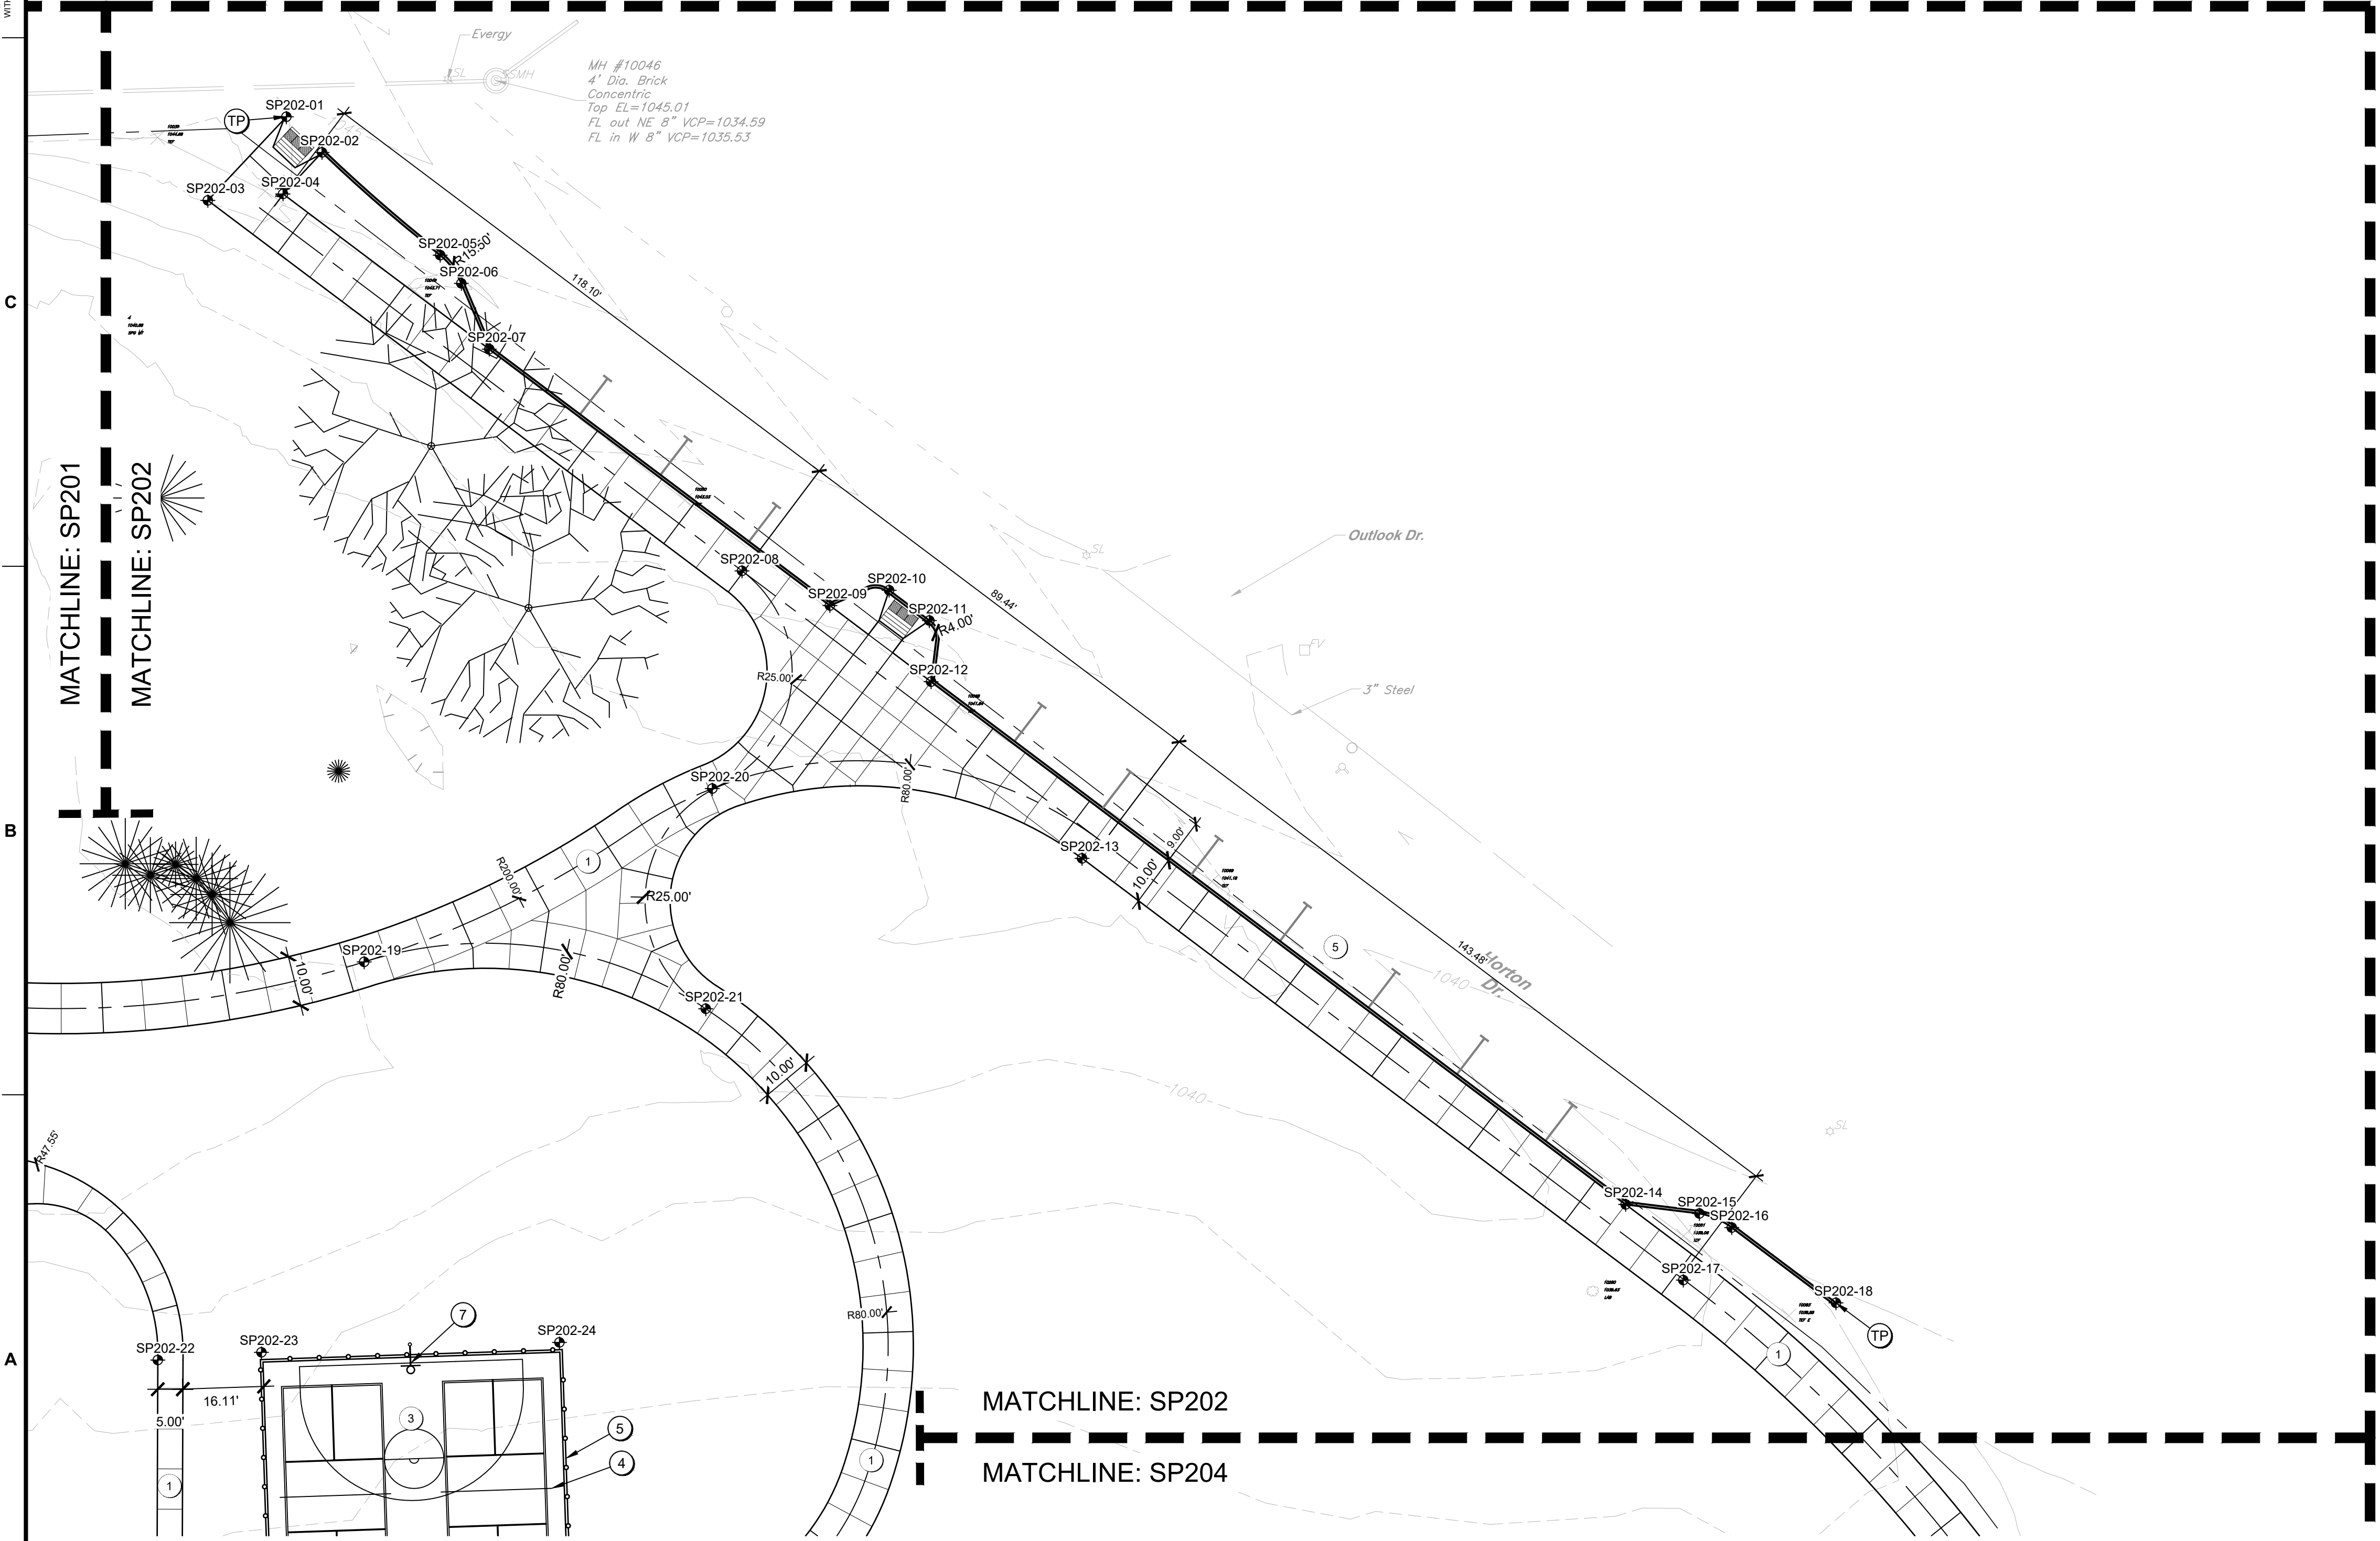 WITH
Evergy
SL
SSMH
MH #10046
4' Dia. Brick
Concentric
Top EL=1045.01
FL out NE 8" VCP=1034.59
FL in W 8" VCP=1035.53
TP
SP202-01
SP202-02
SP202-03
SP202-04
SP202-05
R15.50'
SP202-06
118.10'
C
SP202-07
MATCHLINE: SP201
MATCHLINE: SP202
Outlook Dr.
SL
SP202-08
SP202-09
SP202-10
SP202-11
R4.00'
89.44'
FV
3" Steel
SP202-12
R25.00'
SP202-20
R80.00'
B
1
SP202-13
9.00'
10.00'
R200.00'
R25.00'
5
143.48'
Horton
Dr.
1040
SP202-19
10.00'
R80.00'
SP202-21
10.00'
1040
R47.55'
SL
SP202-14
SP202-15
SP202-16
SP202-17
SP202-18
TP
R80.00'
7
SP202-22
SP202-23
SP202-24
A
1
16.11'
5.00'
3
5
4
1
1
MATCHLINE: SP202
MATCHLINE: SP204